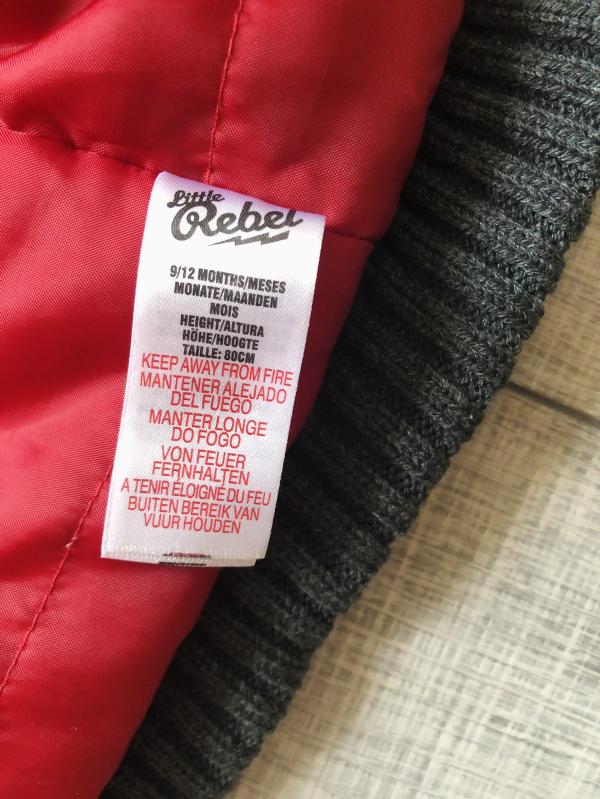 Little
Rebel
9/12 MONTHS/MESES
MONATE/MAANDEN
MOIS
HEIGHT/ALTURA
HÖHE/HOOGTE
TAILLE: 80CM
KEEP AWAY FROM FIRE
MANTENER ALEJADO
DEL FUEGO
MANTER LONGE
DO FOGO
VON FEUER
FERNHALTEN
A TENIR ÉLOIGNÉ DU FEU
BUITEN BEREIK VAN
VUUR HOUDEN